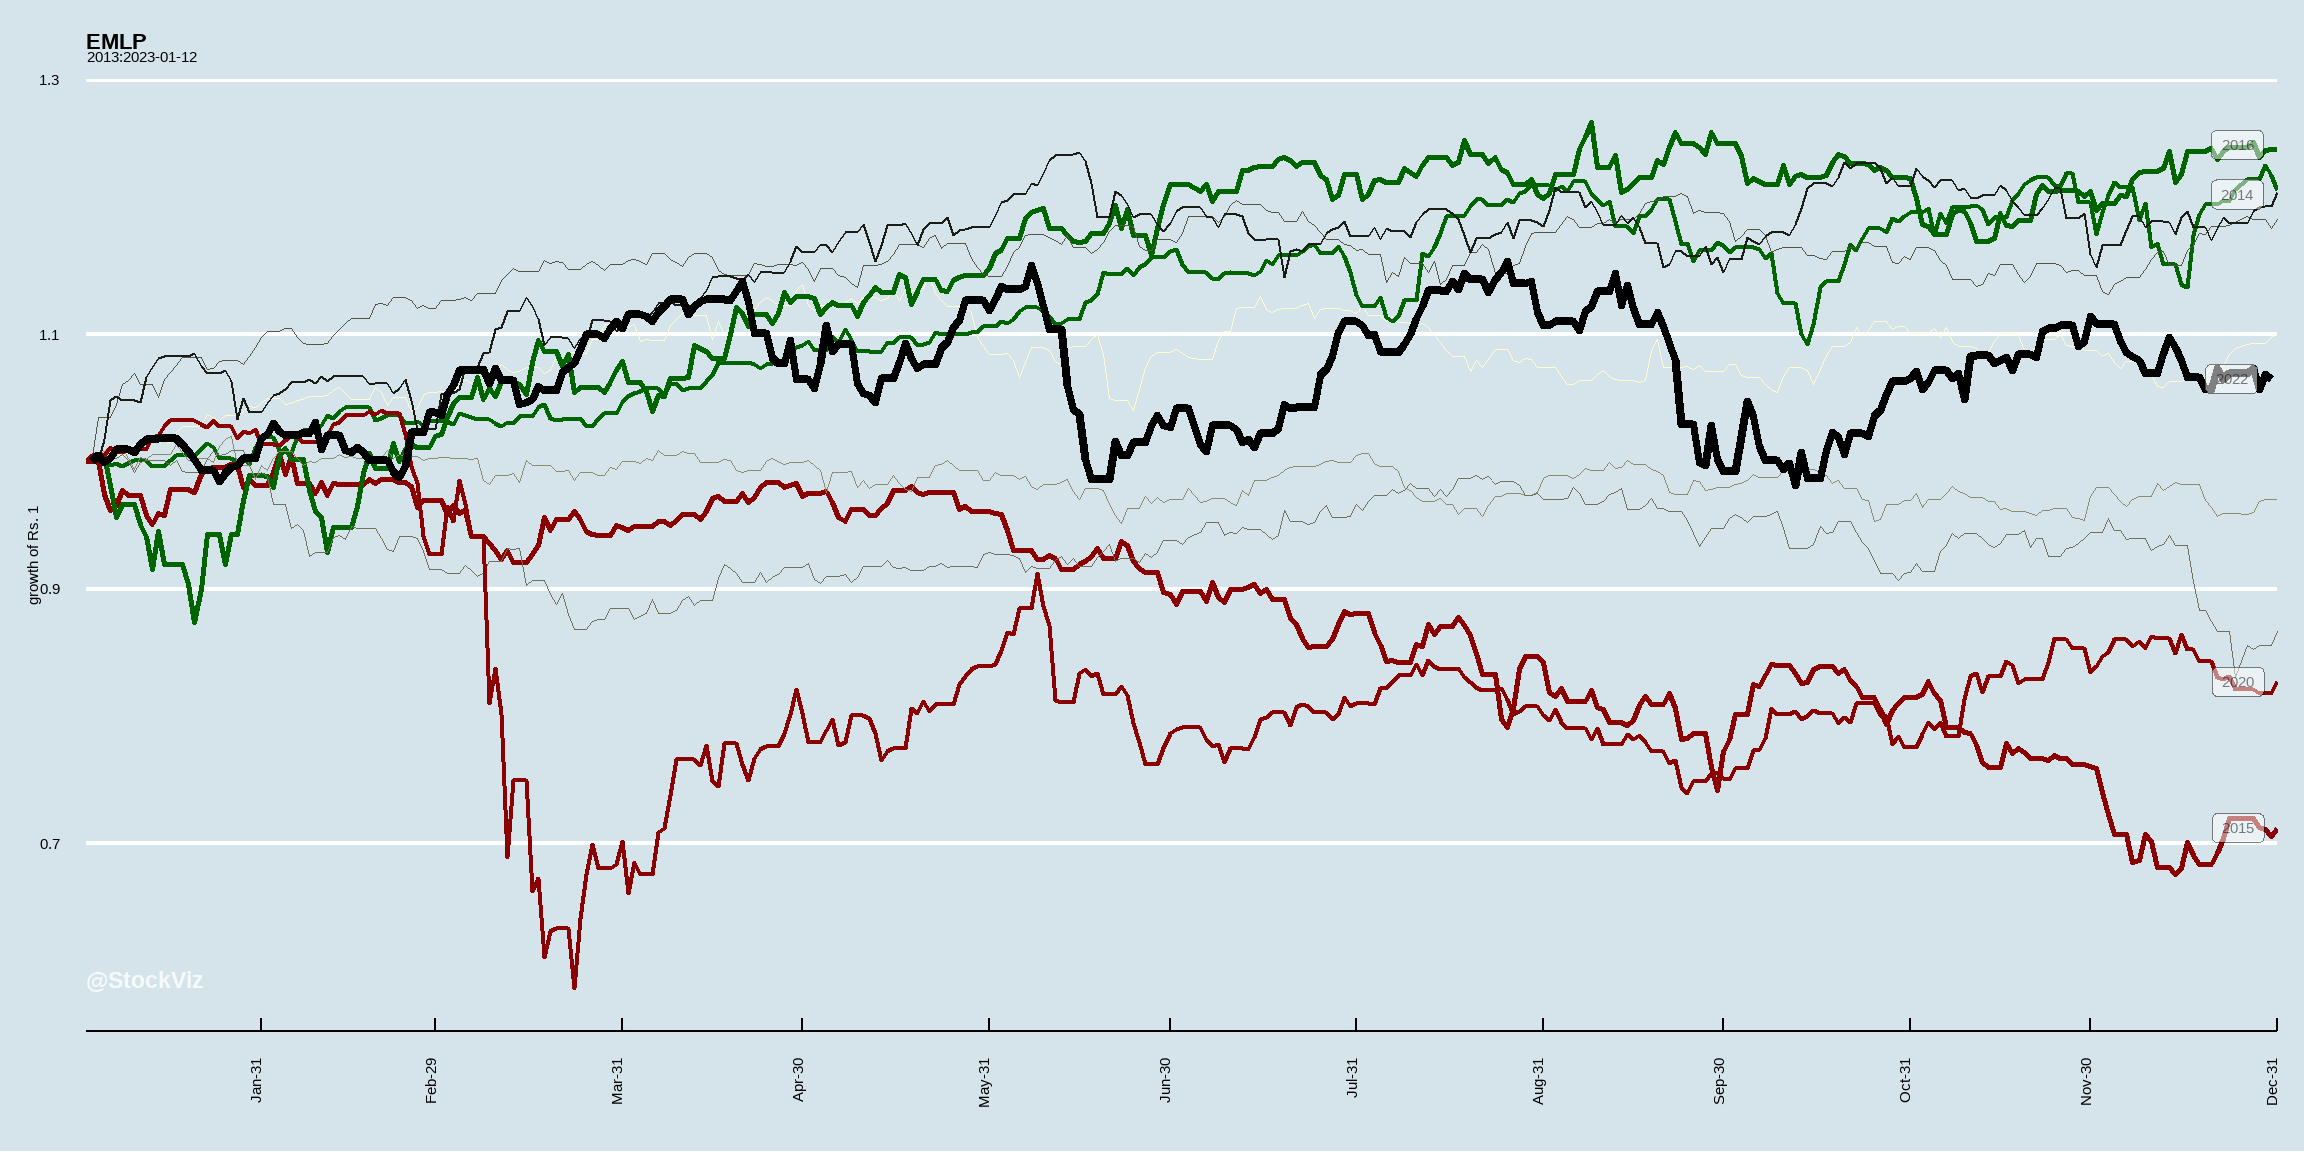 EMLP
2013:2023-01-12
1.3
1.1
0.9
0.7
growth of Rs. 1
2016
2014
2022
2020
2015
@StockViz
Jan-31
Feb-29
Mar-31
Apr-30
May-31
Jun-30
Jul-31
Aug-31
Sep-30
Oct-31
Nov-30
Dec-31